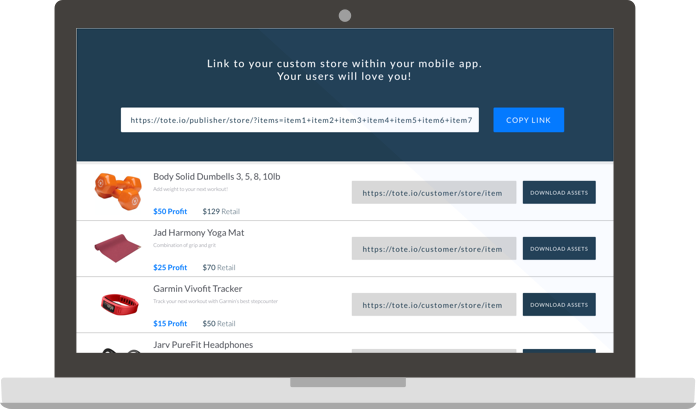 Link to your custom store within your mobile app.
Your users will love you!
https://tote.io/publisher/store/?items=item1+item2+item3+item4+item5+item6+item7
COPY LINK
Body Solid Dumbells 3, 5, 8, 10lb
Add weight to your next workout!
$50 Profit $129 Retail
https://tote.io/customer/store/item
DOWNLOAD ASSETS
Jad Harmony Yoga Mat
Combination of grip and grit
$25 Profit $70 Retail
https://tote.io/customer/store/item
DOWNLOAD ASSETS
Garmin Vivofit Tracker
Track your next workout with Garmin's best stepcounter
$15 Profit $50 Retail
https://tote.io/customer/store/item
DOWNLOAD ASSETS
Jarv PureFit Headphones